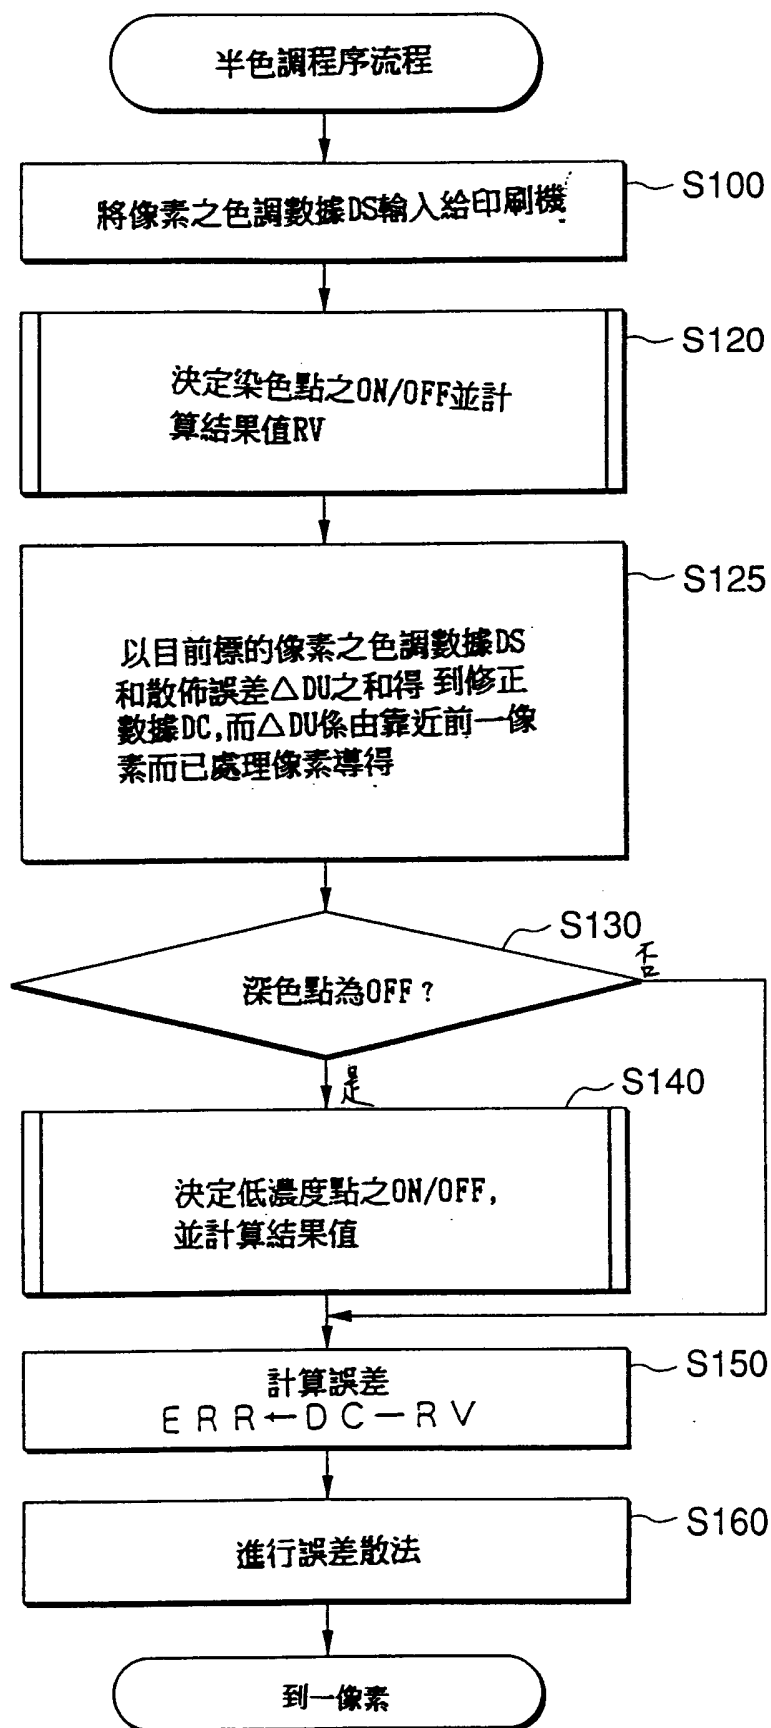 半色調程序流程
將像素之色調數據DS輸入給印刷機
S100
S120
決定染色點之ON/OFF並計
算結果值RV
S125
以目前標的像素之色調數據DS
和散佈誤差△DU之和得 到修正
數據DC,而△DU係由靠近前一像
素而已處理像素導得
S130
否
深色點為OFF?
是
S140
決定低濃度點之ON/OFF,
並計算結果值
S150
計算誤差
ERR←DC—RV
S160
進行誤差散法
到一像素